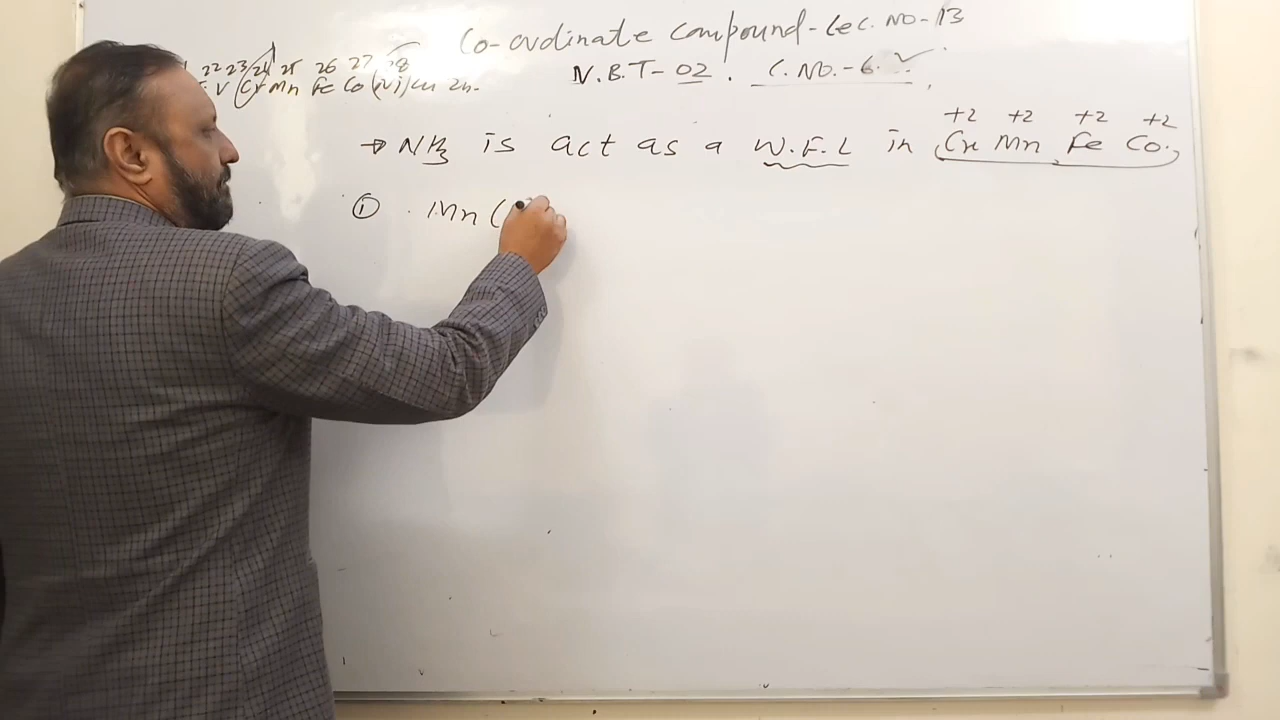 Co-ordinate compound-Lec. NO-13
22 23 24 25 26 27 28
V Cr Mn Fe Co (Ni) Cu Zn.
V.B.T-02. C.NO.-6.
→ NH3 is act as a W.F.L in Cr Mn Fe Co.
+2 +2 +2 +2
① Mn (